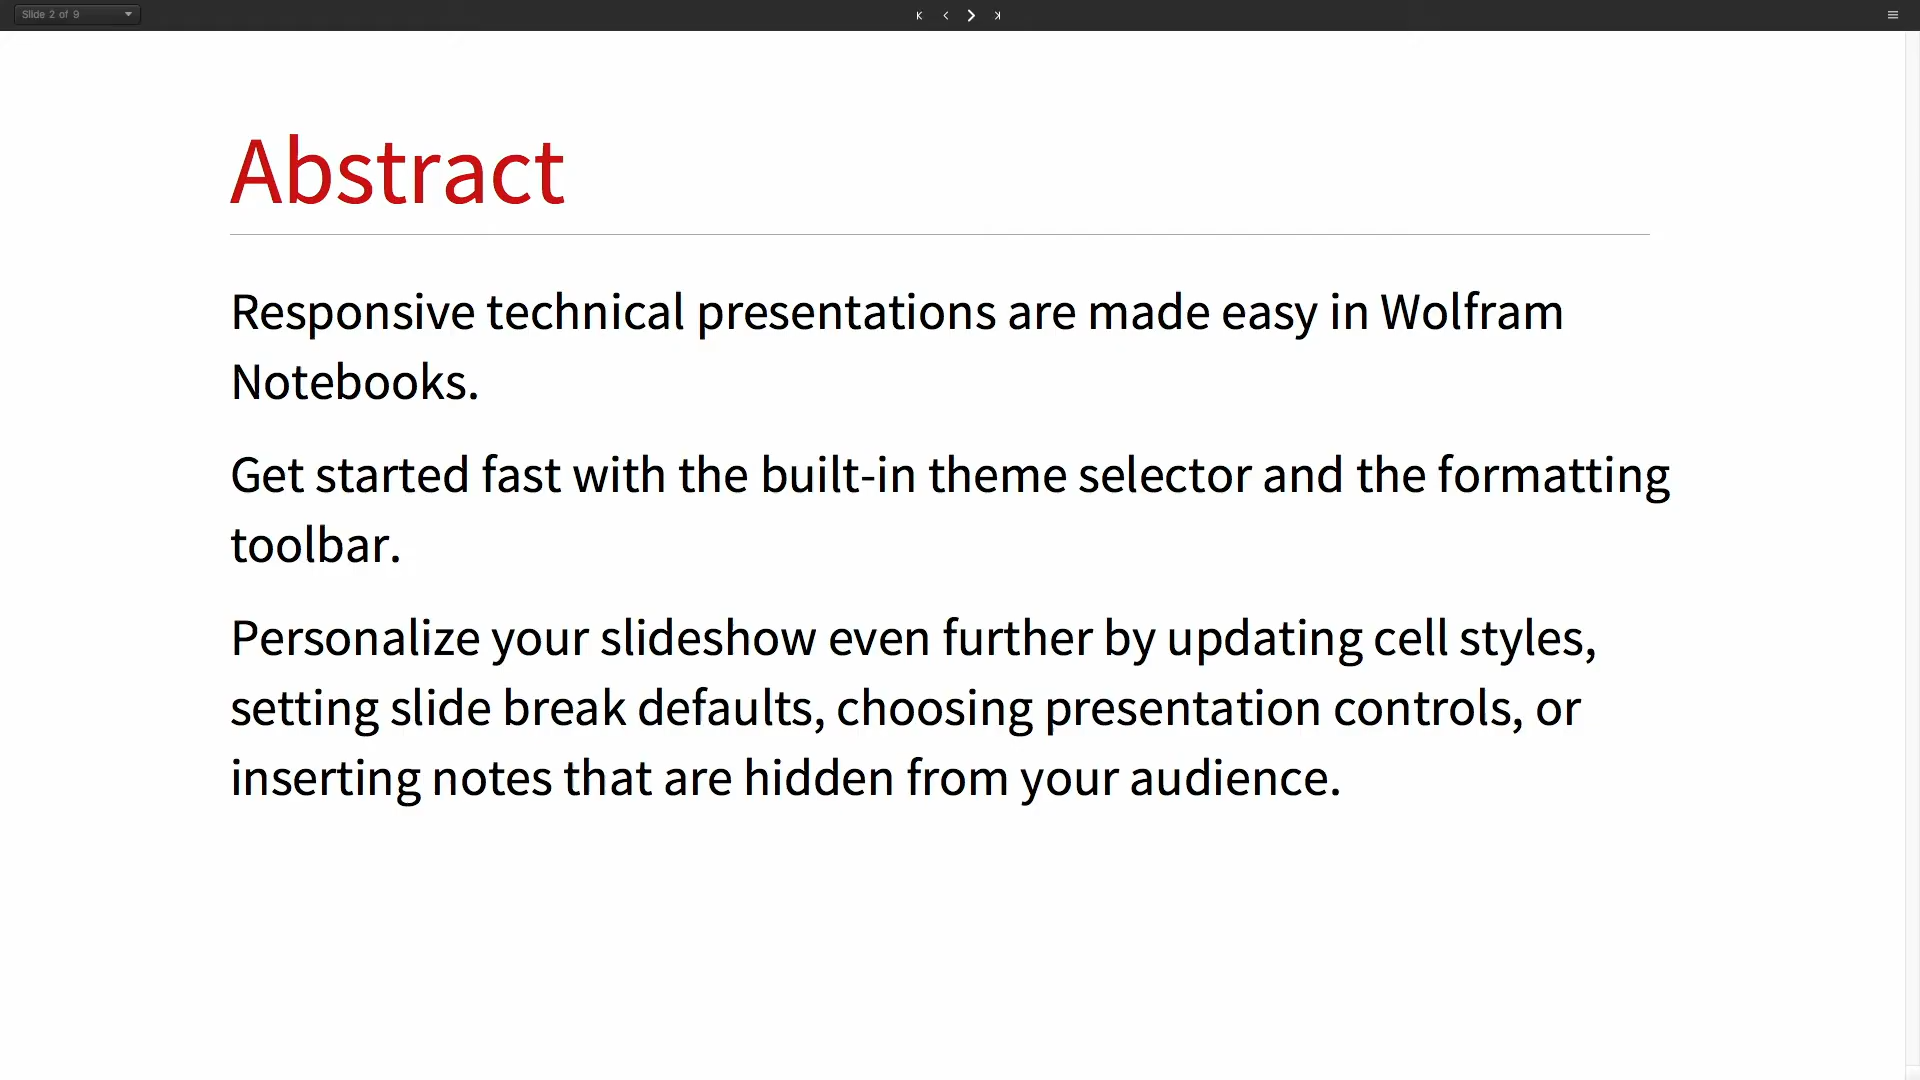 Slide 2 of 9
Abstract
Responsive technical presentations are made easy in Wolfram
Notebooks.
Get started fast with the built-in theme selector and the formatting
toolbar.
Personalize your slideshow even further by updating cell styles,
setting slide break defaults, choosing presentation controls, or
inserting notes that are hidden from your audience.